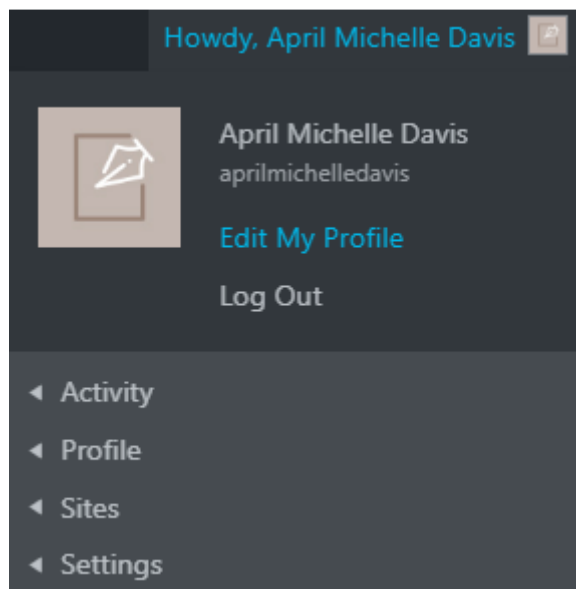 Howdy, April Michelle Davis
April Michelle Davis
aprilmichelledavis
Edit My Profile
Log Out
Activity
Profile
Sites
Settings